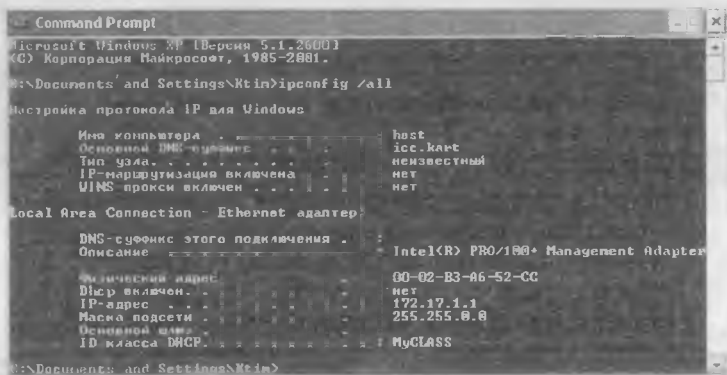 Command Prompt
Microsoft Windows XP [Версия 5.1.2600]
(C) Корпорация Майкрософт, 1985-2001.
E:\Documents and Settings\Ktim>ipconfig /all
Настройка протокола IP для Windows
Имя компьютера . . . . . . . . . : host
Основной DNS-суффикс . . . . . . : icc.kart
Тип узла. . . . . . . . . . . . . : неизвестный
IP-маршрутизация включена . . . . : нет
WINS-прокси включен . . . . . . . : нет
Local Area Connection - Ethernet адаптер:
DNS-суффикс этого подключения . . :
Описание . . . . . . . . . . . . : Intel(R) PRO/100+ Management Adapter
Физический адрес. . . . . . . . . : 00-02-B3-A6-52-CC
Dhcp включен. . . . . . . . . . . : нет
IP-адрес . . . . . . . . . . . . : 172.17.1.1
Маска подсети . . . . . . . . . . : 255.255.0.0
Основной шлюз . . . . . . . . . . :
ID класса DHCP. . . . . . . . . . : MyCLASS
E:\Documents and Settings\Ktim>